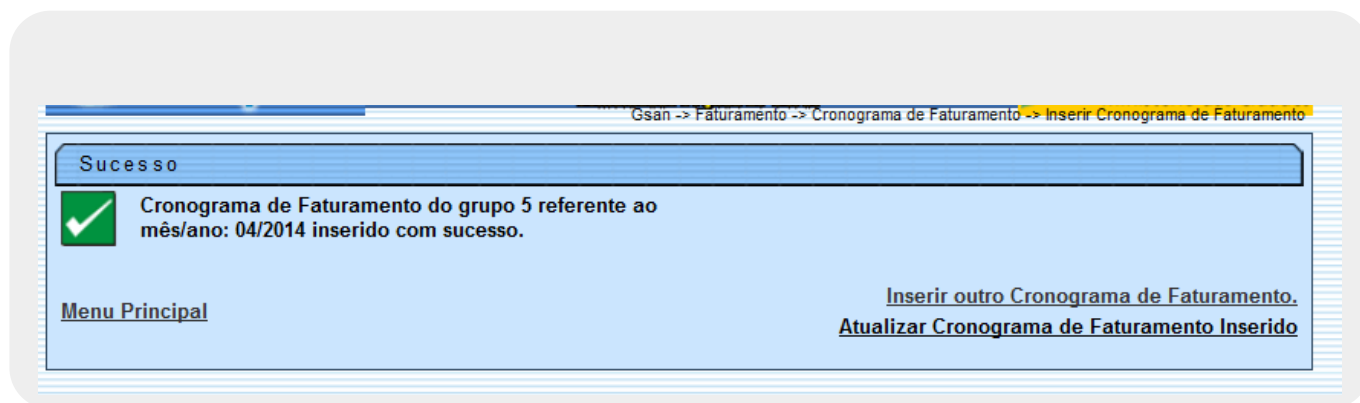 Gsan -> Faturamento -> Cronograma de Faturamento -> Inserir Cronograma de Faturamento
Sucesso
Cronograma de Faturamento do grupo 5 referente ao
mês/ano: 04/2014 inserido com sucesso.
Inserir outro Cronograma de Faturamento.
Menu Principal
Atualizar Cronograma de Faturamento Inserido